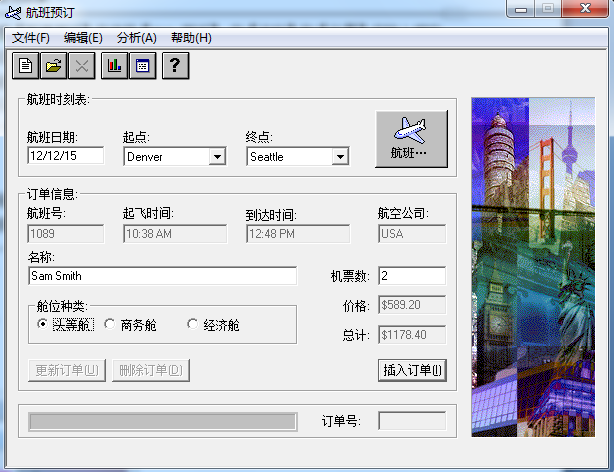 航班预订
文件(F) 编辑(E) 分析(A) 帮助(H)
?
航班时刻表:
航班日期: 起点: 终点:
12/12/15 Denver Seattle
航班…
订单信息:
航班号: 起飞时间: 到达时间: 航空公司:
1089 10:38 AM 12:48 PM USA
名称:
Sam Smith 机票数: 2
价格: $589.20
舱位种类:
头等舱 商务舱 经济舱
总计: $1178.40
更新订单(U) 删除订单(D) 插入订单(I)
订单号: